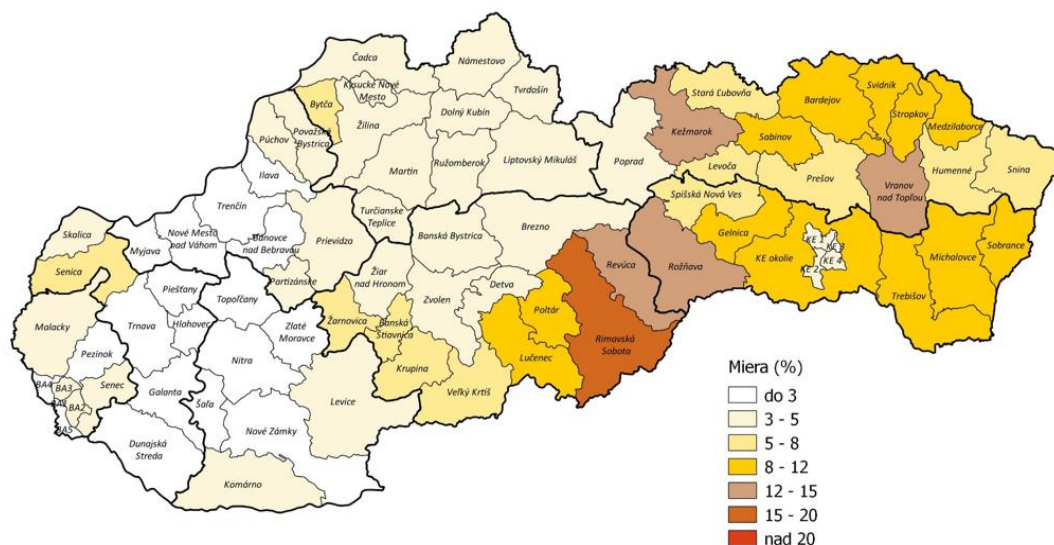 Čadca
Námestovo
Kysucké Nové
Mesto
Tvrdošín
Bytča
Dolný Kubín
Žilina
Púchov
Považská
Bystrica
Martin
Ružomberok
Liptovský Mikuláš
Ilava
Trenčín
Turčianske
Teplice
Poprad
Kežmarok
Stará Ľubovňa
Levoča
Sabinov
Bardejov
Svidník
Stropkov
Medzilaborce
Prešov
Vranov
nad Topľou
Humenné
Snina
Skalica
Senica
Myjava
Nové Mesto
nad Váhom
Bánovce
nad Bebravou
Prievidza
Partizánske
Banská Bystrica
Brezno
Žiar
nad Hronom
Zvolen
Detva
Revúca
Rožňava
Spišská Nová Ves
Gelnica
KE okolie
KE 1
KE 3
KE 4
KE 2
Michalovce
Sobrance
Trebišov
Malacky
Pezinok
Senec
BA4
BA3
BA2
BA5
Piešťany
Trnava
Hlohovec
Galanta
Dunajská
Streda
Topoľčany
Zlaté
Moravce
Nitra
Šaľa
Nové Zámky
Komárno
Levice
Žarnovica
Banská
Štiavnica
Krupina
Veľký Krtíš
Poltár
Lučenec
Rimavská
Sobota
Miera (%)
do 3
3 - 5
5 - 8
8 - 12
12 - 15
15 - 20
nad 20